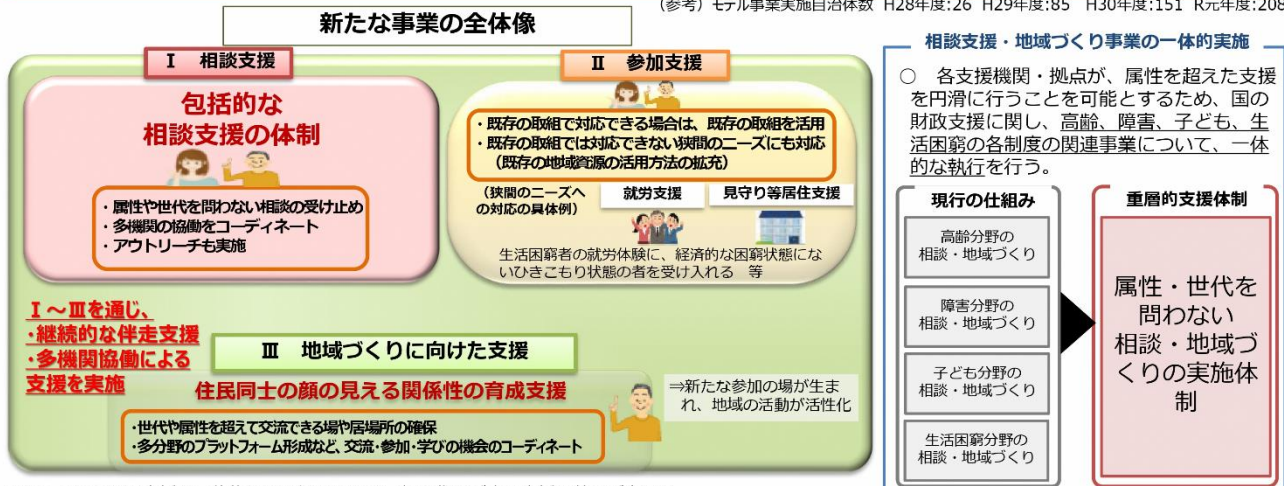 (参考)モデル事業実施自治体数 H28年度:26 H29年度:85 H30年度:151 R元年度:208
新たな事業の全体像
Ⅰ 相談支援
包括的な
相談支援の体制
・属性や世代を問わない相談の受け止め
・多機関の協働をコーディネート
・アウトリーチも実施
Ⅱ 参加支援
・既存の取組で対応できる場合は、既存の取組を活用
・既存の取組では対応できない狭間のニーズにも対応
(既存の地域資源の活用方法の拡充)
(狭間のニーズへ
の対応の具体例)
就労支援
見守り等居住支援
生活困窮者の就労体験に、経済的な困窮状態にな
いひきこもり状態の者を受け入れる 等
Ⅰ~Ⅲを通じ、
・継続的な伴走支援
・多機関協働による
支援を実施
Ⅲ 地域づくりに向けた支援
住民同士の顔の見える関係性の育成支援
・世代や属性を超えて交流できる場や居場所の確保
・多分野のプラットフォーム形成など、交流・参加・学びの機会のコーディネート
⇒新たな参加の場が生ま
れ、地域の活動が活性化
相談支援・地域づくり事業の一体的実施
○ 各支援機関・拠点が、属性を超えた支援
を円滑に行うことを可能とするため、国の
財政支援に関し、高齢、障害、子ども、生
活困窮の各制度の関連事業について、一体
的な執行を行う。
現行の仕組み
高齢分野の
相談・地域づくり
障害分野の
相談・地域づくり
子ども分野の
相談・地域づくり
生活困窮分野の
相談・地域づくり
重層的支援体制
属性・世代を
問わない
相談・地域づ
くりの実施体
制